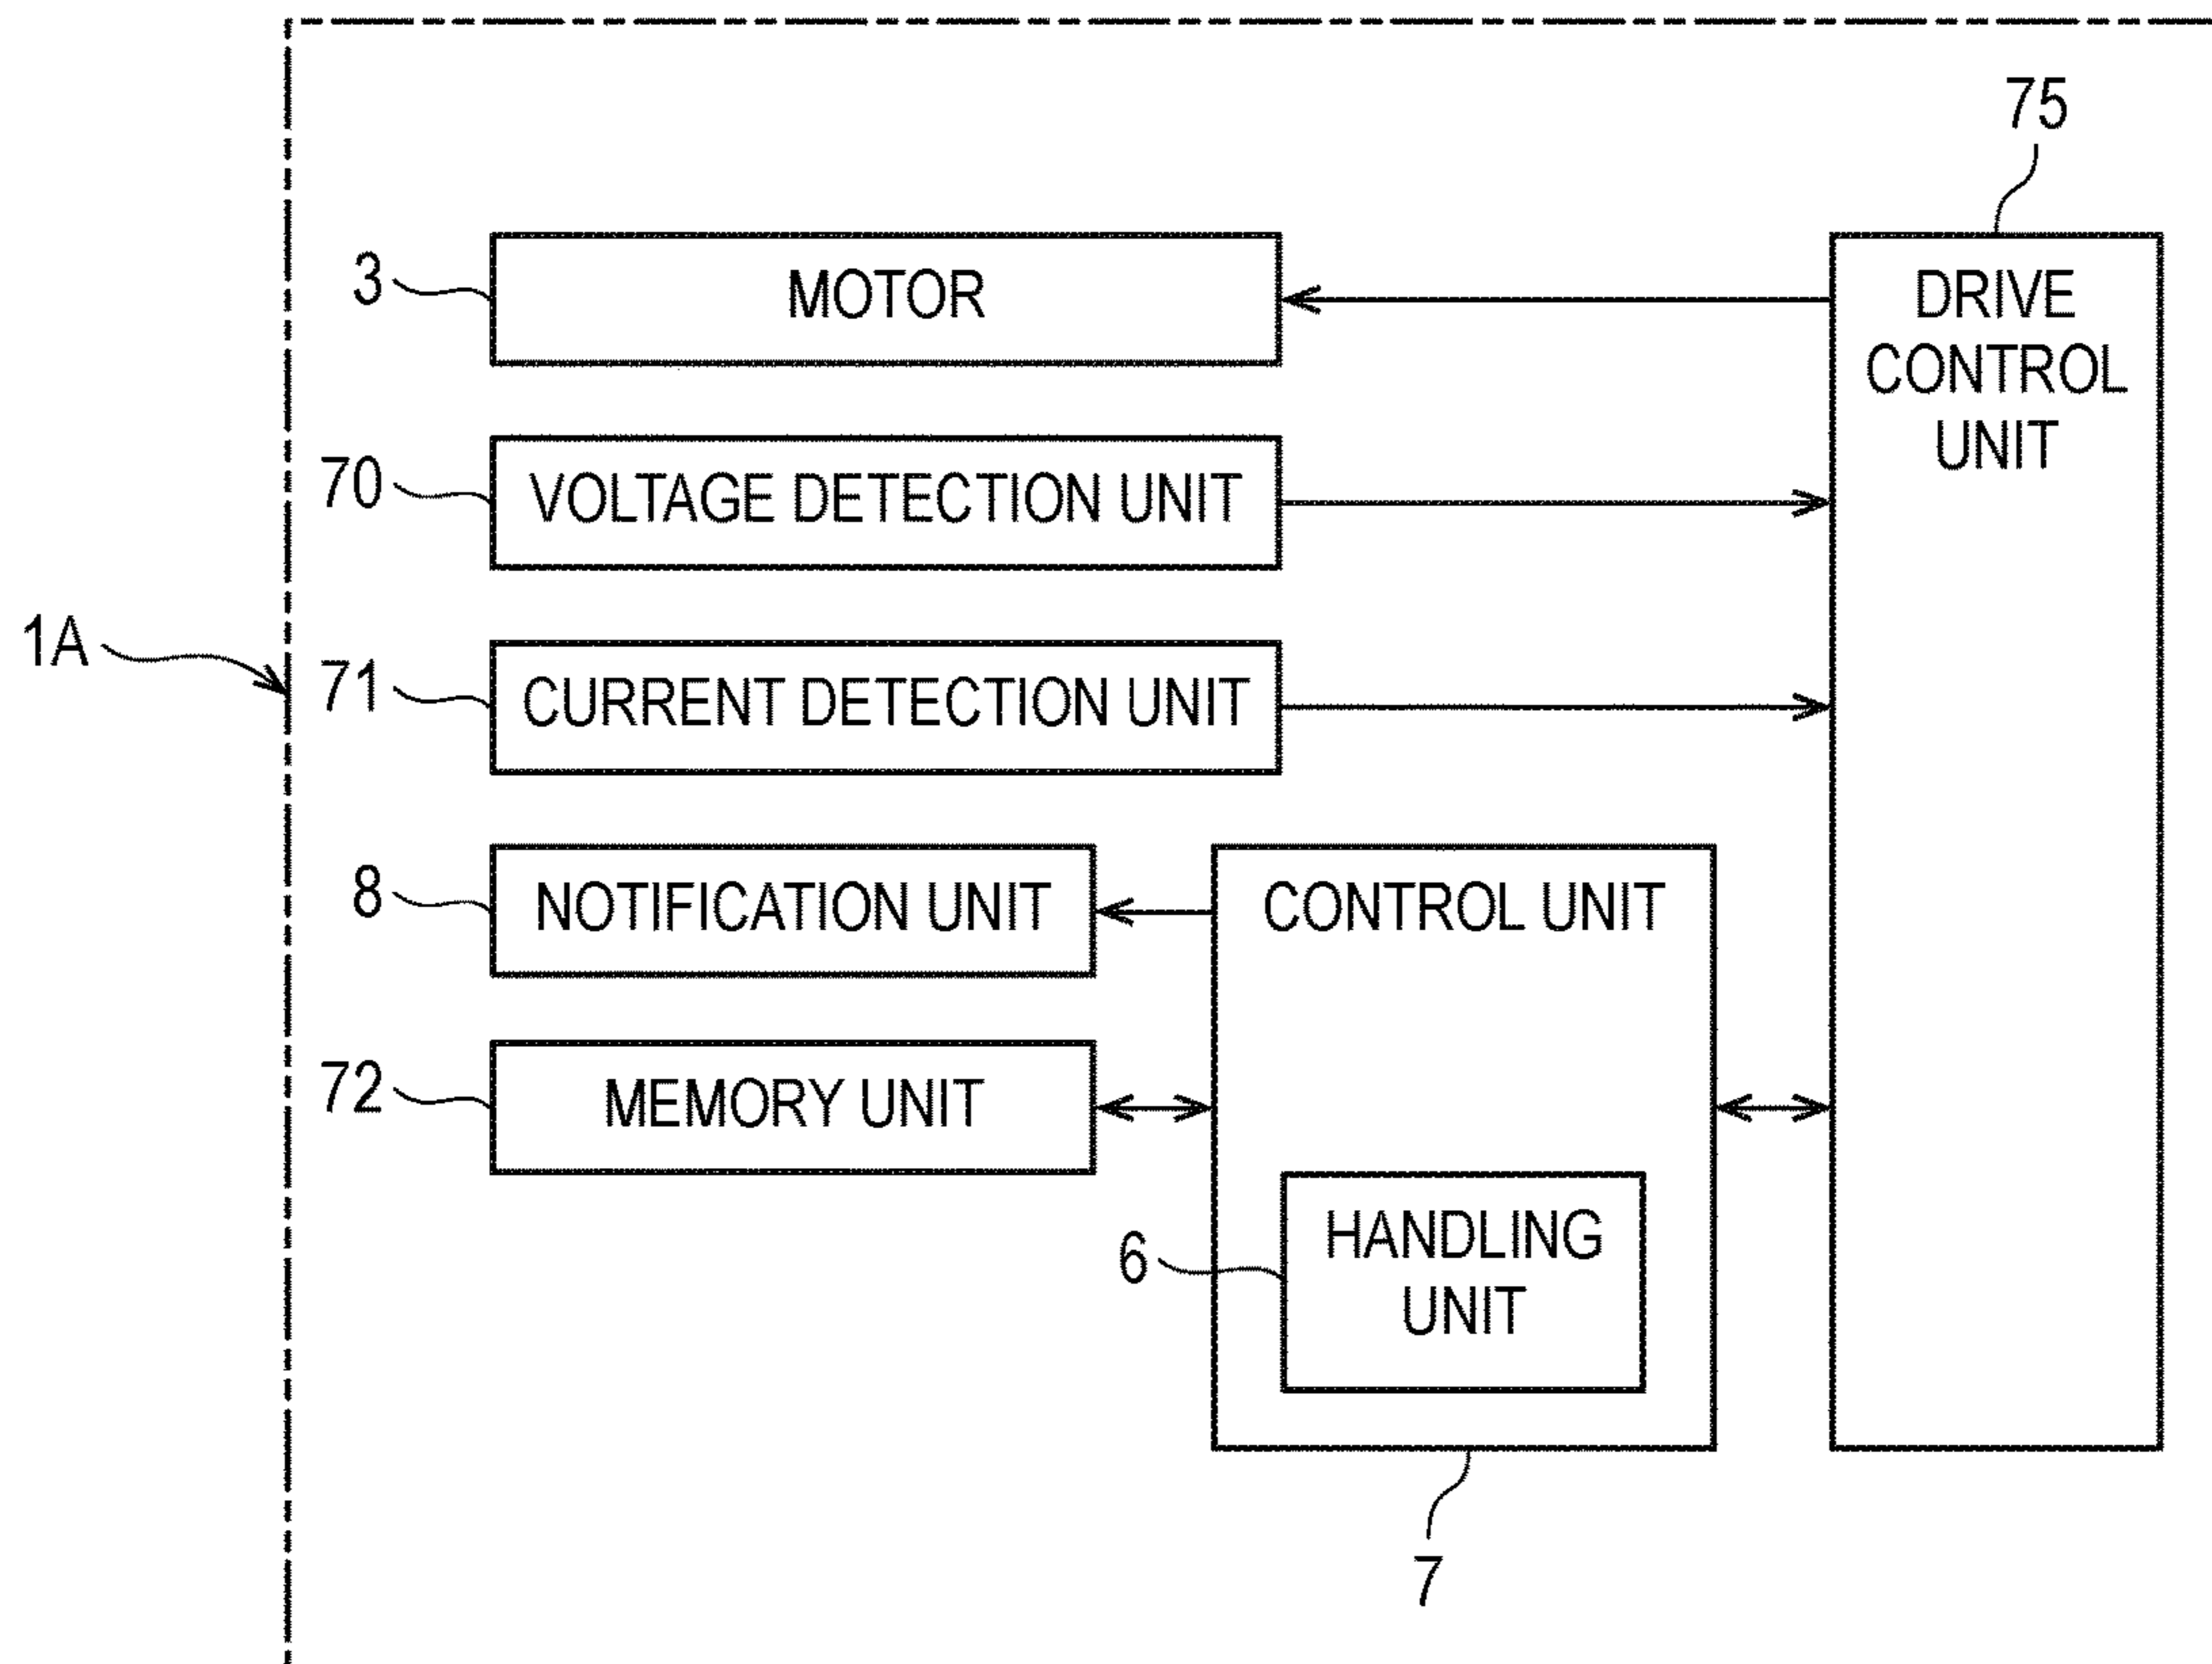 75
3
MOTOR
DRIVE
CONTROL
UNIT
70
VOLTAGE DETECTION UNIT
1A
71
CURRENT DETECTION UNIT
8
NOTIFICATION UNIT
CONTROL UNIT
72
MEMORY UNIT
6
HANDLING
UNIT
7